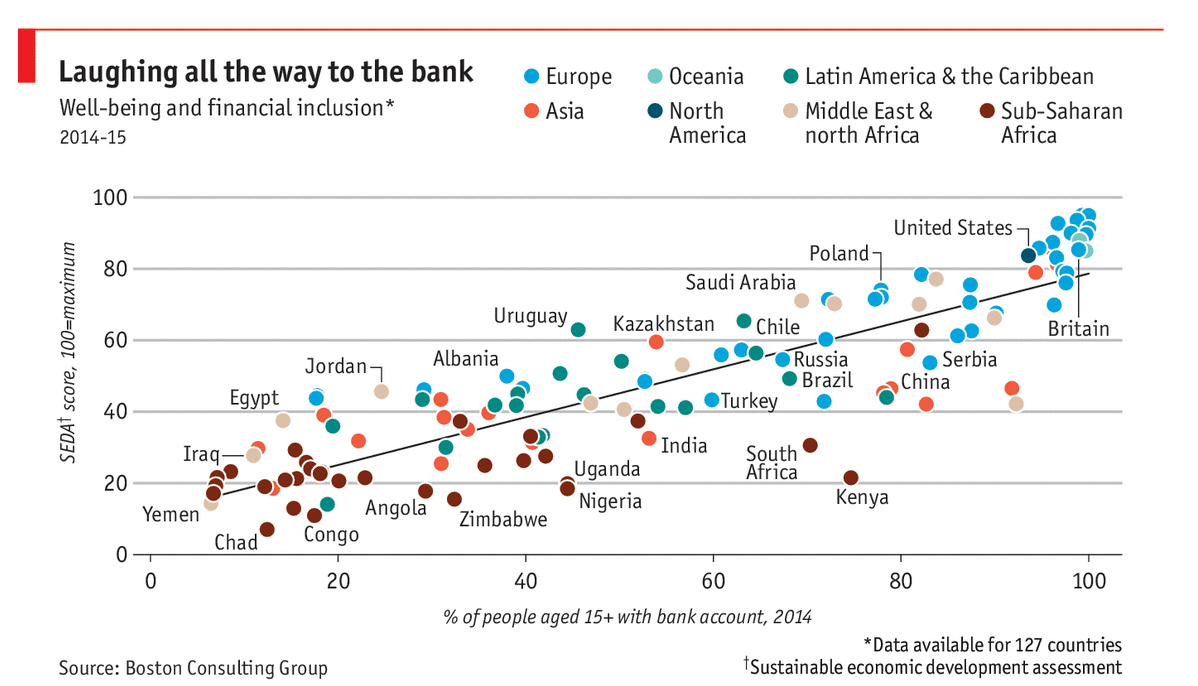 Laughing all the way to the bank
Well-being and financial inclusion*
2014-15
Europe
Oceania
Latin America & the Caribbean
Asia
North
America
Middle East &
north Africa
Sub-Saharan
Africa
SEDA† score, 100=maximum
100
80
60
40
20
0
United States
Poland
Saudi Arabia
Uruguay
Kazakhstan
Chile
Britain
Albania
Jordan
Russia
Serbia
Brazil
China
Egypt
Turkey
Iraq
India
South
Africa
Uganda
Nigeria
Kenya
Yemen
Angola
Zimbabwe
Chad
Congo
0
20
40
60
80
100
% of people aged 15+ with bank account, 2014
*Data available for 127 countries
Source: Boston Consulting Group
†Sustainable economic development assessment